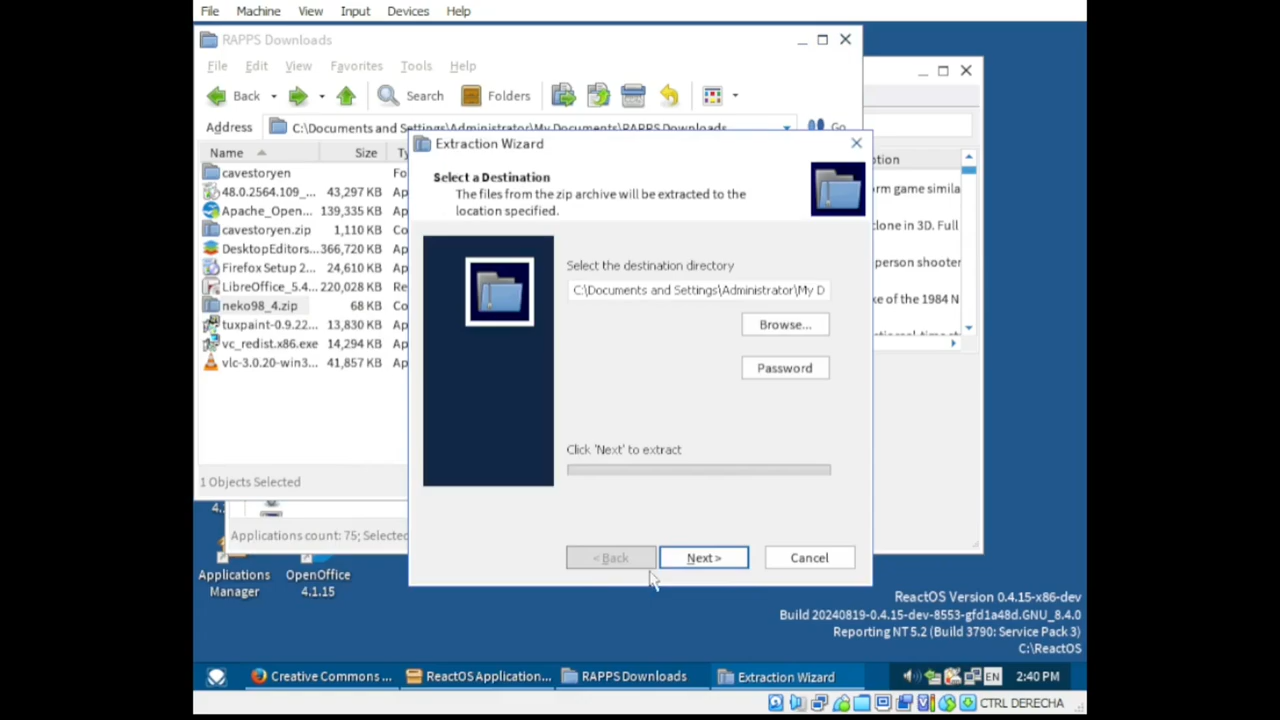 File Machine View Input Devices Help
RAPPS Downloads
File Edit View Favorites Tools Help
Back Search Folders
Address C:\Documents and Settings\Administrator\My Documents\RAPPS Downloads Go
Name Size
cavestoryen
48.0.2564.109_... 43,297 KB
Apache_Open... 139,335 KB
cavestoryen.zip 1,110 KB
DesktopEditors... 366,720 KB
Firefox Setup 2... 24,610 KB
LibreOffice_5.4... 220,028 KB
neko98_4.zip 68 KB
tuxpaint-0.9.22... 13,830 KB
vc_redist.x86.exe 14,294 KB
vlc-3.0.20-win3... 41,857 KB
1 Objects Selected
Applications count: 75; Selected
Extraction Wizard
Select a Destination
The files from the zip archive will be extracted to the
location specified.
Select the destination directory
C:\Documents and Settings\Administrator\My D
Browse...
Password
Click 'Next' to extract
< Back Next > Cancel
ption
orm game simila
clone in 3D. Full
person shooter
ke of the 1984 N
Applications
Manager
OpenOffice
4.1.15
ReactOS Version 0.4.15-x86-dev
Build 20240819-0.4.15-dev-8553-gfd1a48d.GNU_8.4.0
Reporting NT 5.2 (Build 3790: Service Pack 3)
C:\ReactOS
Creative Commons ... ReactOS Application... RAPPS Downloads Extraction Wizard EN 2:40 PM
CTRL DERECHA